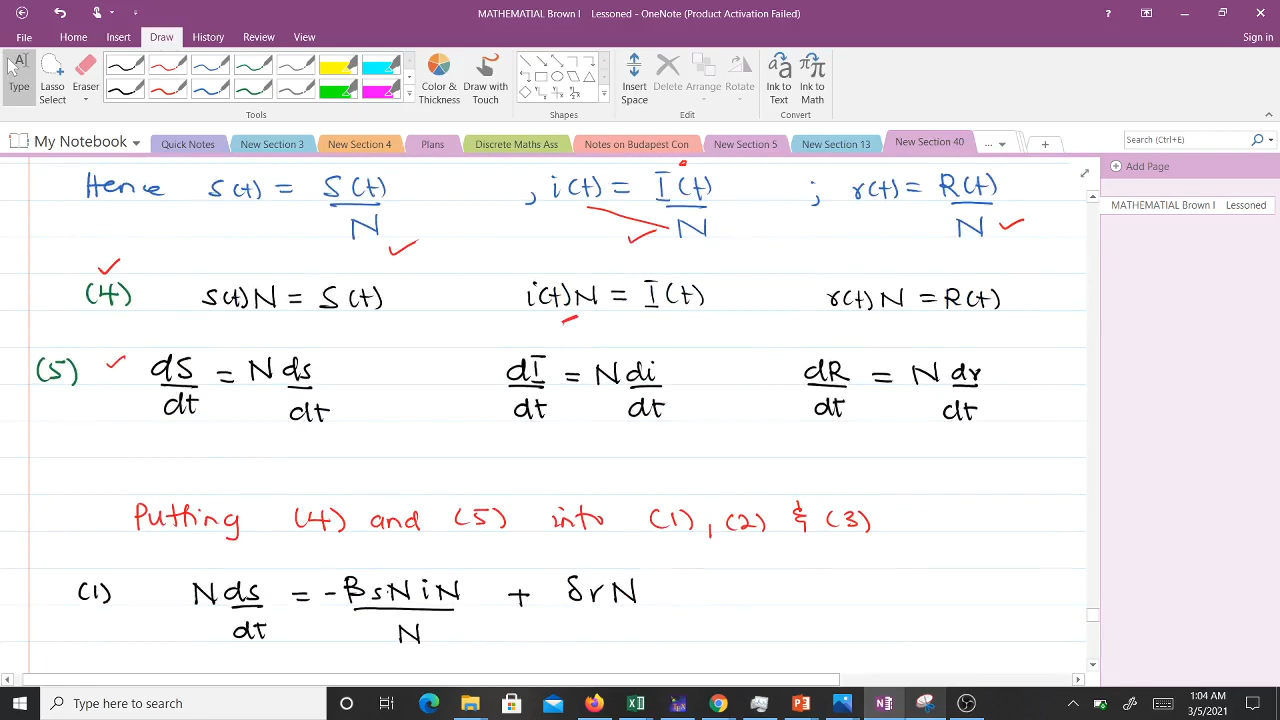 MATHEMATIAL Brown I Lessoned - OneNote (Product Activation Failed)
File Home Insert Draw History Review View Sign in
Type Lasso Select Eraser Color & Thickness Draw with Touch Insert Space Delete Arrange Rotate Ink to Text Ink to Math
Tools Shapes Edit Convert
My Notebook Quick Notes New Section 3 New Section 4 Plans Discrete Maths Ass Notes on Budapest Con New Section 5 New Section 13 New Section 40 ... Search (Ctrl+E)
Add Page
MATHEMATIAL Brown I Lessoned
Hence s(t) = S(t)/N , i(t) = I(t)/N ; r(t) = R(t)/N
(4) s(t)N = S(t) i(t)N = I(t) r(t)N = R(t)
(5) dS/dt = N ds/dt dI/dt = N di/dt dR/dt = N dr/dt
Putting (4) and (5) into (1), (2) & (3)
(1) N ds/dt = -βsNiN/N + δrN
Type here to search
1:04 AM
3/5/2021